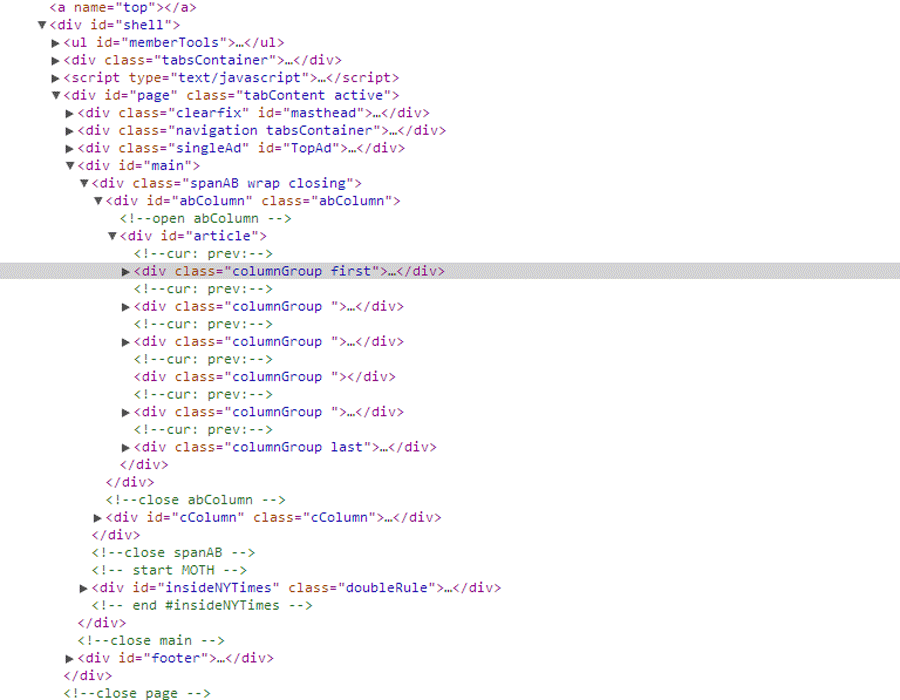 <a name="top"></a>
▼<div id="shell">
▶<ul id="memberTools">…</ul>
▶<div class="tabsContainer">…</div>
▶<script type="text/javascript">…</script>
▼<div id="page" class="tabContent active">
▶<div class="clearfix" id="masthead">…</div>
▶<div class="navigation tabsContainer">…</div>
▶<div class="singleAd" id="TopAd">…</div>
▼<div id="main">
▼<div class="spanAB wrap closing">
▼<div id="abColumn" class="abColumn">
<!--open abColumn -->
▼<div id="article">
<!--cur: prev:-->
▶<div class="columnGroup first">…</div>
<!--cur: prev:-->
▶<div class="columnGroup ">…</div>
<!--cur: prev:-->
▶<div class="columnGroup ">…</div>
<!--cur: prev:-->
<div class="columnGroup "></div>
<!--cur: prev:-->
▶<div class="columnGroup ">…</div>
<!--cur: prev:-->
▶<div class="columnGroup last">…</div>
</div>
</div>
<!--close abColumn -->
▶<div id="cColumn" class="cColumn">…</div>
</div>
<!--close spanAB -->
<!-- start MOTH -->
▶<div id="insideNYTimes" class="doubleRule">…</div>
<!-- end #insideNYTimes -->
</div>
<!--close main -->
▶<div id="footer">…</div>
</div>
<!--close page -->